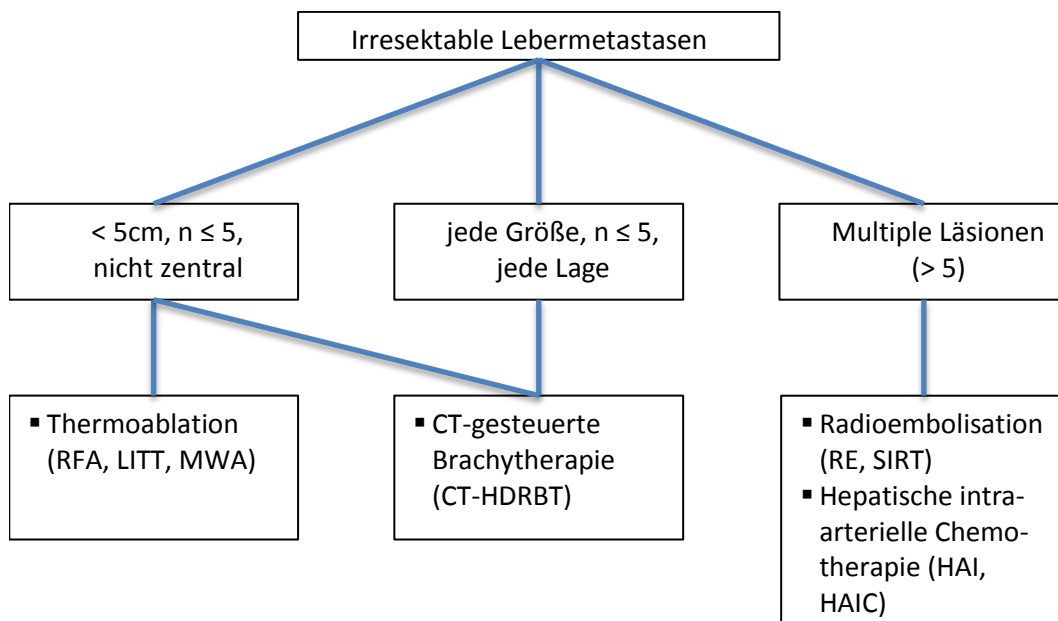 Irresektable Lebermetastasen
< 5cm, n ≤ 5,
nicht zentral
jede Größe, n ≤ 5,
jede Lage
Multiple Läsionen
(> 5)
▪ Thermoablation
(RFA, LITT, MWA)
▪ CT-gesteuerte
Brachytherapie
(CT-HDRBT)
▪ Radioembolisation
(RE, SIRT)
▪ Hepatische intra-
arterielle Chemo-
therapie (HAI,
HAIC)